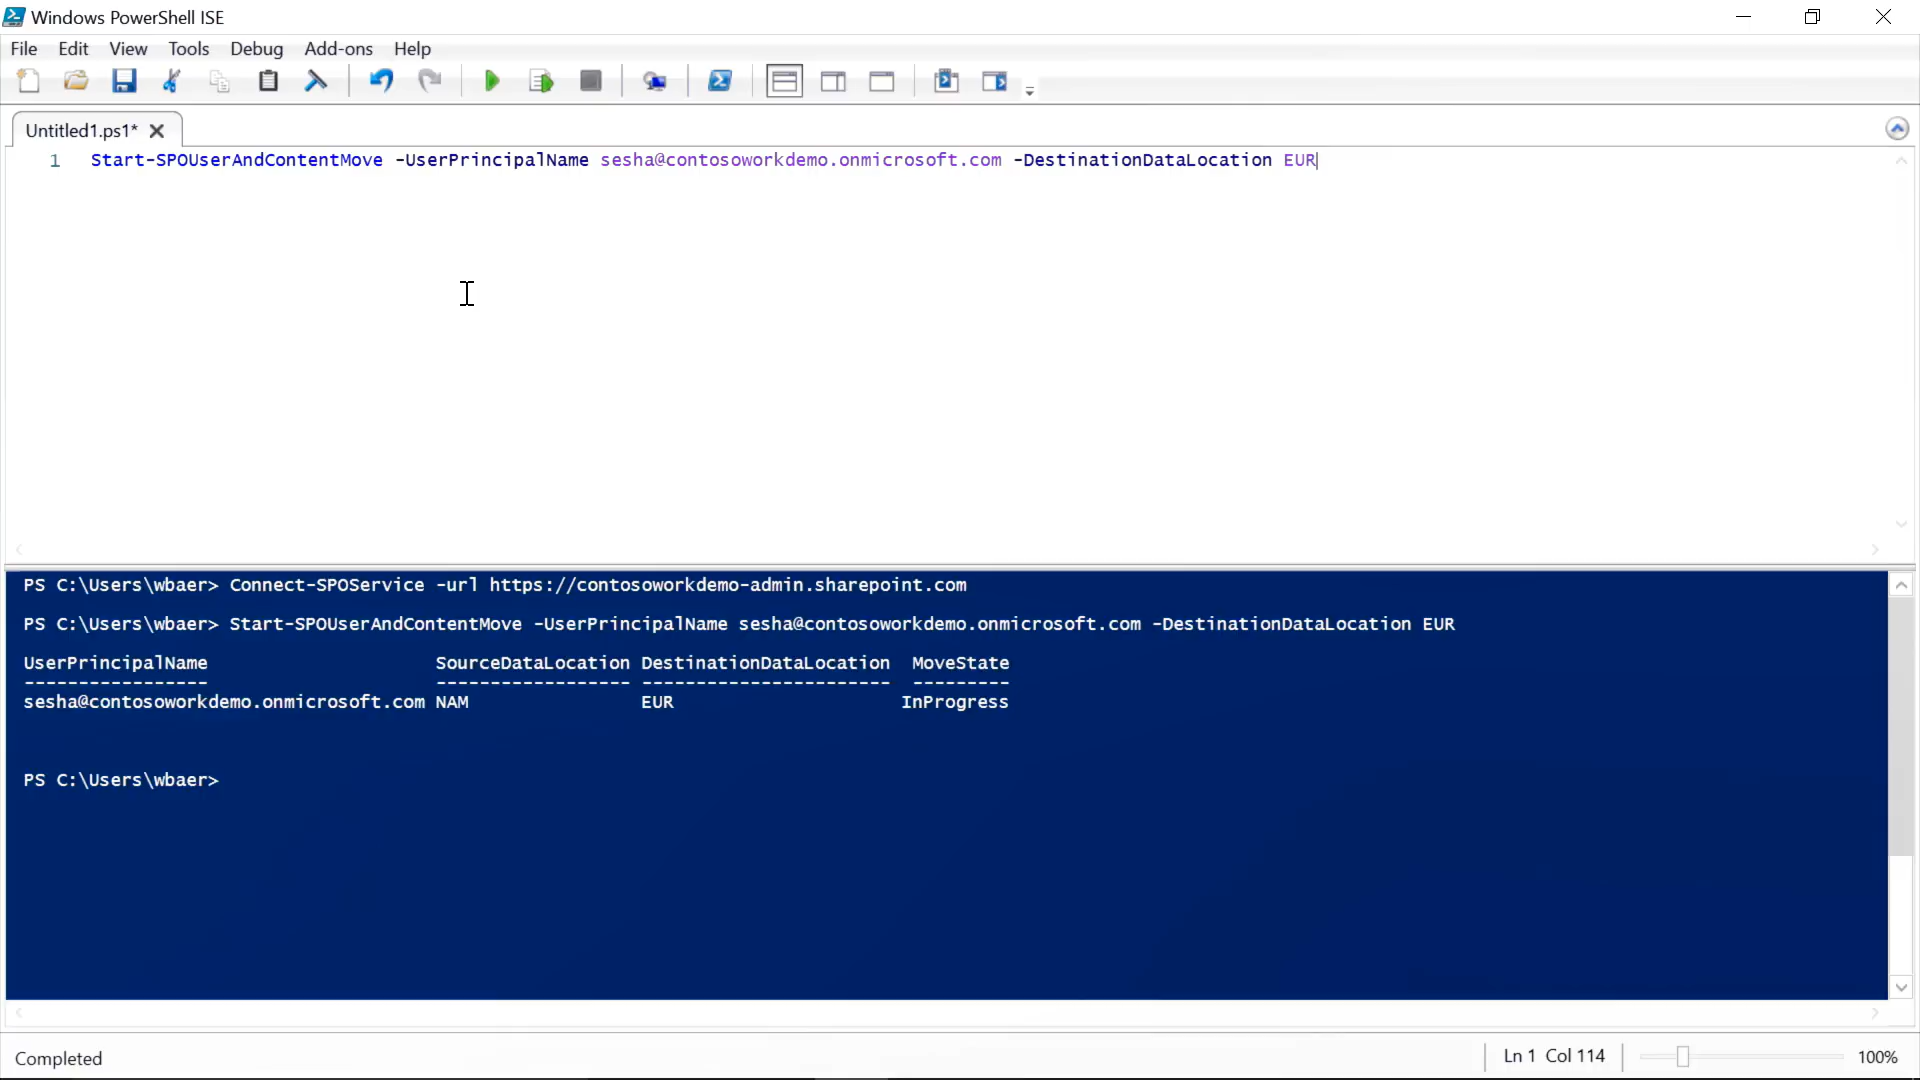 Windows PowerShell ISE
File Edit View Tools Debug Add-ons Help
Untitled1.ps1*
1 Start-SPOUserAndContentMove -UserPrincipalName sesha@contosoworkdemo.onmicrosoft.com -DestinationDataLocation EUR
PS C:\Users\wbaer> Connect-SPOService -url https://contosoworkdemo-admin.sharepoint.com
PS C:\Users\wbaer> Start-SPOUserAndContentMove -UserPrincipalName sesha@contosoworkdemo.onmicrosoft.com -DestinationDataLocation EUR
UserPrincipalName SourceDataLocation DestinationDataLocation MoveState
----------------- ------------------ ----------------------- ---------
sesha@contosoworkdemo.onmicrosoft.com NAM EUR InProgress
PS C:\Users\wbaer>
Completed Ln 1 Col 114 100%